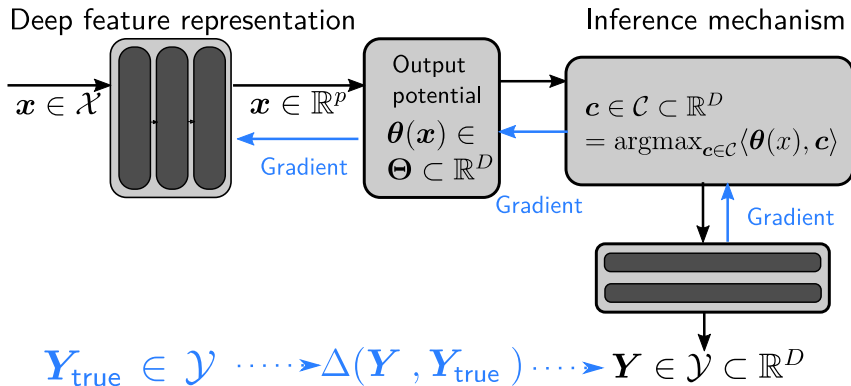 Deep feature representation
Inference mechanism
𝒙 ∈ 𝒳
𝒙 ∈ ℝ^p
Output
potential
𝜽(𝒙) ∈
𝚯 ⊂ ℝ^D
𝒄 ∈ 𝒞 ⊂ ℝ^D
= argmax_{𝒄∈𝒞}⟨𝜽(x), 𝒄⟩
Gradient
Gradient
Gradient
𝒀_true ∈ 𝒴 ····· Δ(𝒀 , 𝒀_true) ···· 𝒀 ∈ 𝒴 ⊂ ℝ^D